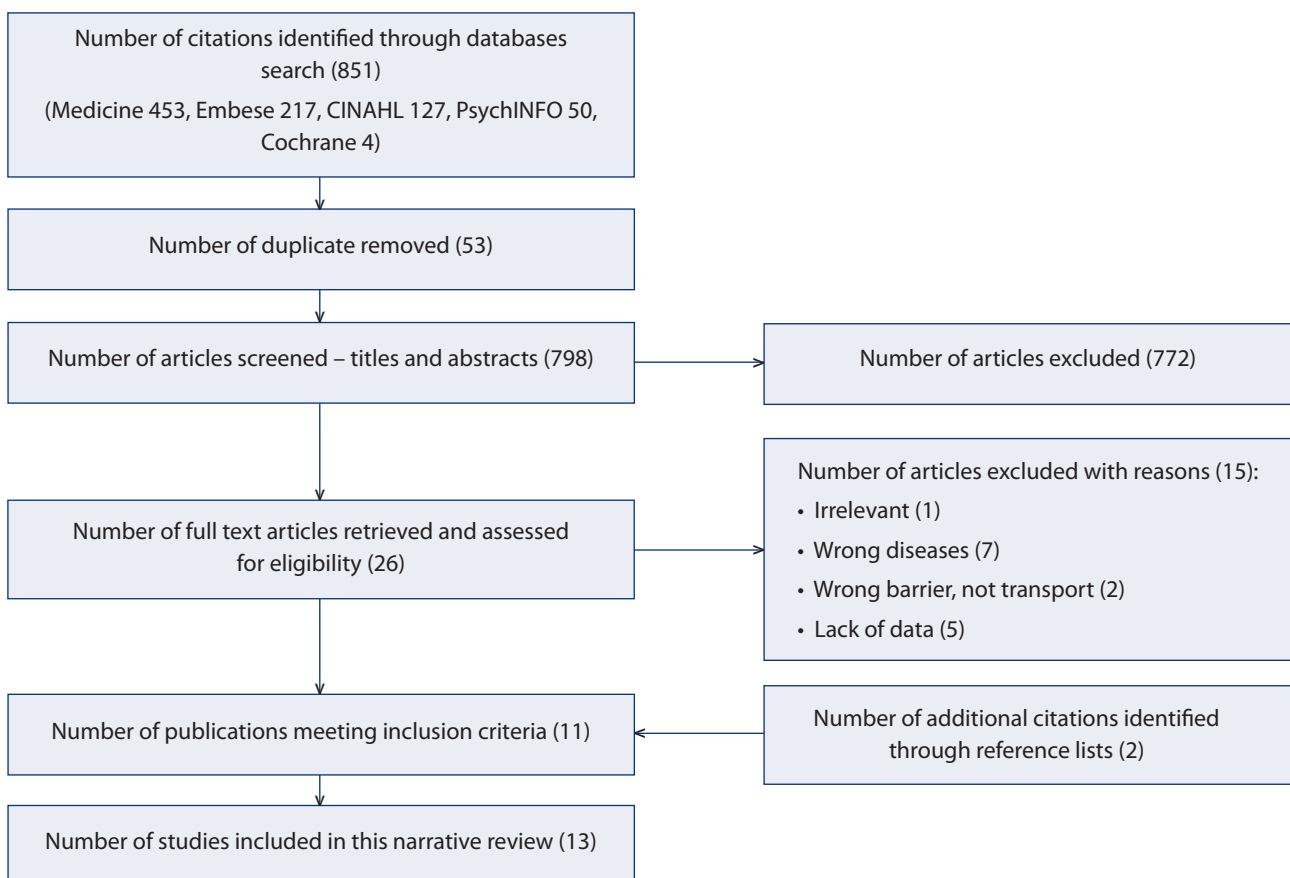 Number of citations identified through databases
search (851)
(Medicine 453, Embese 217, CINAHL 127, PsychINFO 50,
Cochrane 4)
Number of duplicate removed (53)
Number of articles screened – titles and abstracts (798)
Number of articles excluded (772)
Number of full text articles retrieved and assessed
for eligibility (26)
Number of articles excluded with reasons (15):
• Irrelevant (1)
• Wrong diseases (7)
• Wrong barrier, not transport (2)
• Lack of data (5)
Number of publications meeting inclusion criteria (11)
Number of additional citations identified
through reference lists (2)
Number of studies included in this narrative review (13)